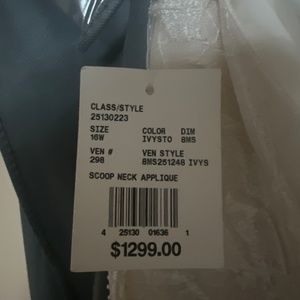 CLASS/STYLE
25130223
SIZE COLOR DIM
16W IVYSTO 8MS
VEN # VEN STYLE
298 8MS251248 IVYS
SCOOP NECK APPLIQUE
4 25130 01636 1
$1299.00